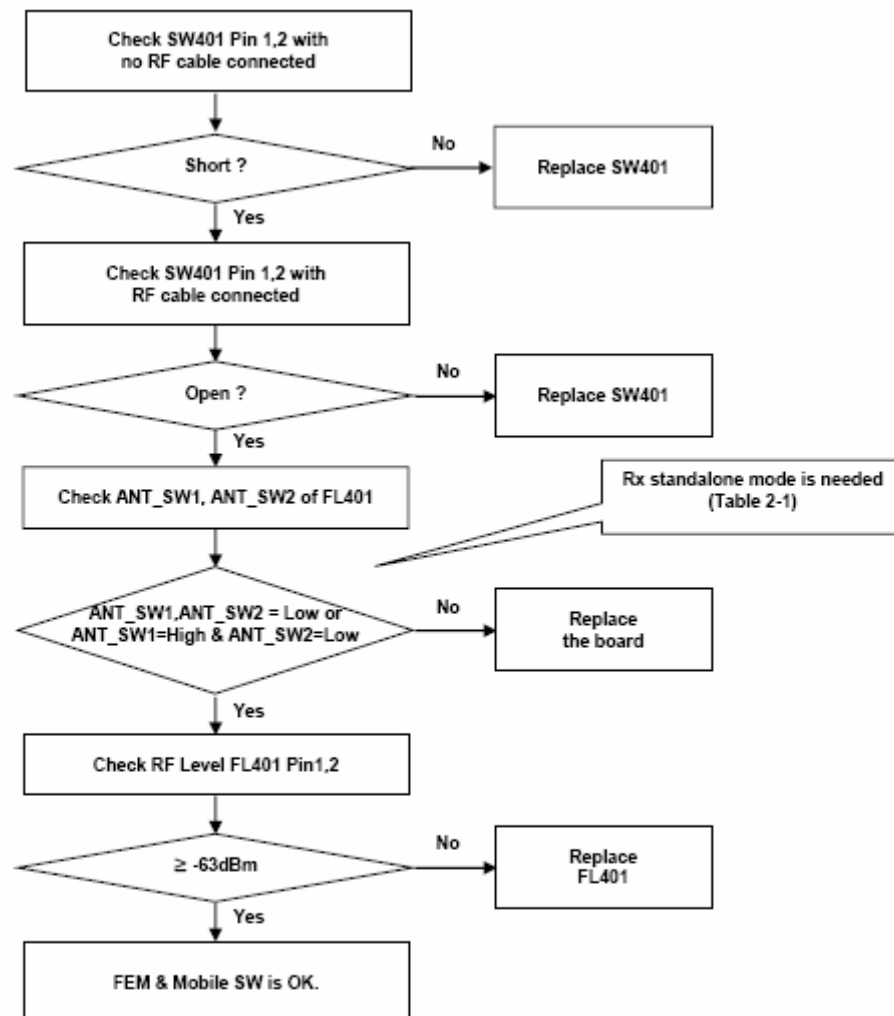 Check SW401 Pin 1,2 with
no RF cable connected
Short ?
No
Replace SW401
Yes
Check SW401 Pin 1,2 with
RF cable connected
Open ?
No
Replace SW401
Yes
Check ANT_SW1, ANT_SW2 of FL401
Rx standalone mode is needed
(Table 2-1)
ANT_SW1,ANT_SW2 = Low or
ANT_SW1=High & ANT_SW2=Low
No
Replace
the board
Yes
Check RF Level FL401 Pin1,2
≥ -63dBm
No
Replace
FL401
Yes
FEM & Mobile SW is OK.